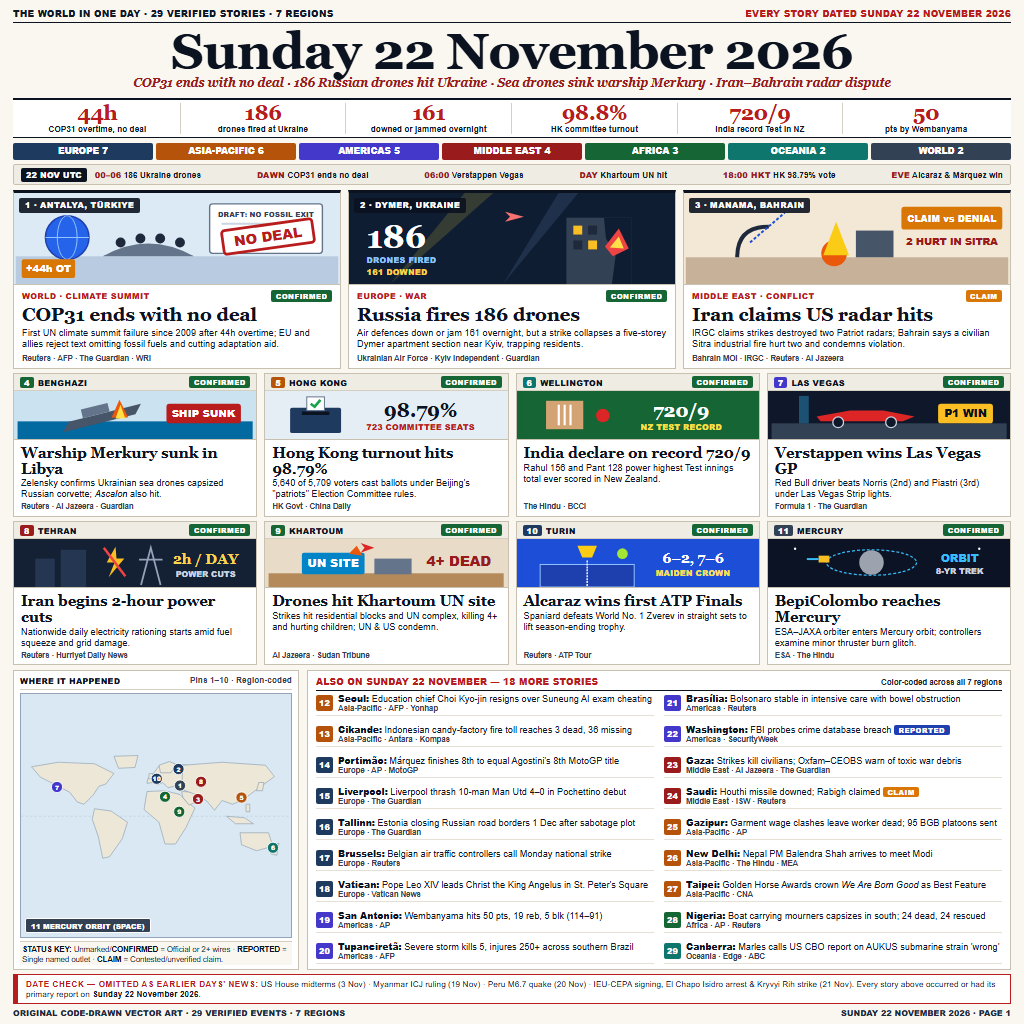 THE WORLD IN ONE DAY · 29 VERIFIED STORIES · 7 REGIONS
EVERY STORY DATED SUNDAY 22 NOVEMBER 2026
Sunday 22 November 2026
COP31 ends with no deal · 186 Russian drones hit Ukraine · Sea drones sink warship Merkury · Iran–Bahrain radar dispute
44h
COP31 overtime, no deal
186
drones fired at Ukraine
161
downed or jammed overnight
98.8%
HK committee turnout
720/9
India record Test in NZ
50
pts by Wembanyama
EUROPE 7
ASIA-PACIFIC 6
AMERICAS 5
MIDDLE EAST 4
AFRICA 3
OCEANIA 2
WORLD 2
22 NOV UTC
00–06 186 Ukraine drones
DAWN COP31 ends no deal
06:00 Verstappen Vegas
DAY Khartoum UN hit
18:00 HKT HK 98.79% vote
EVE Alcaraz & Márquez win
1 · ANTALYA, TÜRKIYE
DRAFT: NO FOSSIL EXIT
NO DEAL
+44h OT
WORLD · CLIMATE SUMMIT
CONFIRMED
COP31 ends with no deal
First UN climate summit failure since 2009 after 44h overtime; EU and
allies reject text omitting fossil fuels and cutting adaptation aid.
Reuters · AFP · The Guardian · WRI
2 · DYMER, UKRAINE
186
DRONES FIRED
161 DOWNED
EUROPE · WAR
CONFIRMED
Russia fires 186 drones
Air defences down or jam 161 overnight, but a strike collapses a five-storey
Dymer apartment section near Kyiv, trapping residents.
Ukrainian Air Force · Kyiv Independent · Guardian
3 · MANAMA, BAHRAIN
CLAIM vs DENIAL
2 HURT IN SITRA
MIDDLE EAST · CONFLICT
CLAIM
Iran claims US radar hits
IRGC claims strikes destroyed two Patriot radars; Bahrain says a civilian
Sitra industrial fire hurt two and condemns violation.
Bahrain MOI · IRGC · Reuters · Al Jazeera
4 BENGHAZI
CONFIRMED
SHIP SUNK
Warship Merkury sunk in
Libya
Zelensky confirms Ukrainian sea drones capsized
Russian corvette; Ascalon also hit.
Reuters · Al Jazeera · Guardian
5 HONG KONG
CONFIRMED
98.79%
723 COMMITTEE SEATS
Hong Kong turnout hits
98.79%
5,640 of 5,709 voters cast ballots under Beijing's
"patriots" Election Committee rules.
HK Govt · China Daily
6 WELLINGTON
CONFIRMED
720/9
NZ TEST RECORD
India declare on record 720/9
Rahul 156 and Pant 128 power highest Test innings
total ever scored in New Zealand.
The Hindu · BCCI
7 LAS VEGAS
CONFIRMED
P1 WIN
Verstappen wins Las Vegas
GP
Red Bull driver beats Norris (2nd) and Piastri (3rd)
under Las Vegas Strip lights.
Formula 1 · The Guardian
8 TEHRAN
CONFIRMED
2h / DAY
POWER CUTS
Iran begins 2-hour power
cuts
Nationwide daily electricity rationing starts amid fuel
squeeze and grid damage.
Reuters · Hurriyet Daily News
9 KHARTOUM
CONFIRMED
UN SITE
4+ DEAD
Drones hit Khartoum UN site
Strikes hit residential blocks and UN complex, killing 4+
and hurting children; UN & US condemn.
Al Jazeera · Sudan Tribune
10 TURIN
CONFIRMED
6–2, 7–6
MAIDEN CROWN
Alcaraz wins first ATP Finals
Spaniard defeats World No. 1 Zverev in straight sets to
lift season-ending trophy.
Reuters · ATP Tour
11 MERCURY
CONFIRMED
ORBIT
8-YR TREK
BepiColombo reaches
Mercury
ESA–JAXA orbiter enters Mercury orbit; controllers
examine minor thruster burn glitch.
ESA · The Hindu
WHERE IT HAPPENED
Pins 1–10 · Region-coded
7
2
10
1
8
4
3
5
9
6
11 MERCURY ORBIT (SPACE)
STATUS KEY: Unmarked/CONFIRMED = Official or 2+ wires · REPORTED =
Single named outlet · CLAIM = Contested/unverified claim.
ALSO ON SUNDAY 22 NOVEMBER — 18 MORE STORIES
Color-coded across all 7 regions
12 Seoul: Education chief Choi Kyo-jin resigns over Suneung AI exam cheating
Asia-Pacific · AFP · Yonhap
13 Cikande: Indonesian candy-factory fire toll reaches 3 dead, 36 missing
Asia-Pacific · Antara · Kompas
14 Portimão: Márquez finishes 8th to equal Agostini's 8th MotoGP title
Europe · AP · MotoGP
15 Liverpool: Liverpool thrash 10-man Man Utd 4–0 in Pochettino debut
Europe · The Guardian
16 Tallinn: Estonia closing Russian road borders 1 Dec after sabotage plot
Europe · The Guardian
17 Brussels: Belgian air traffic controllers call Monday national strike
Europe · Reuters
18 Vatican: Pope Leo XIV leads Christ the King Angelus in St. Peter's Square
Europe · Vatican News
19 San Antonio: Wembanyama hits 50 pts, 19 reb, 5 blk (114–91)
Americas · AP
20 Tupanciretã: Severe storm kills 5, injures 250+ across southern Brazil
Americas · AFP
21 Brasília: Bolsonaro stable in intensive care with bowel obstruction
Americas · Reuters
22 Washington: FBI probes crime database breach REPORTED
Americas · SecurityWeek
23 Gaza: Strikes kill civilians; Oxfam–CEOBS warn of toxic war debris
Middle East · Al Jazeera · The Guardian
24 Saudi: Houthi missile downed; Rabigh claimed CLAIM
Middle East · ISW · Reuters
25 Gazipur: Garment wage clashes leave worker dead; 95 BGB platoons sent
Asia-Pacific · AP
26 New Delhi: Nepal PM Balendra Shah arrives to meet Modi
Asia-Pacific · The Hindu · MEA
27 Taipei: Golden Horse Awards crown We Are Born Good as Best Feature
Asia-Pacific · CNA
28 Nigeria: Boat carrying mourners capsizes in south; 24 dead, 24 rescued
Africa · AP · Reuters
29 Canberra: Marles calls US CBO report on AUKUS submarine strain 'wrong'
Oceania · Edge · ABC
DATE CHECK — OMITTED AS EARLIER DAYS' NEWS: US House midterms (3 Nov) · Myanmar ICJ ruling (19 Nov) · Peru M6.7 quake (20 Nov) · IEU-CEPA signing, El Chapo Isidro arrest & Kryvyi Rih strike (21 Nov). Every story above occurred or had its
primary report on Sunday 22 November 2026.
ORIGINAL CODE-DRAWN VECTOR ART · 29 VERIFIED EVENTS · 7 REGIONS
SUNDAY 22 NOVEMBER 2026 · PAGE 1